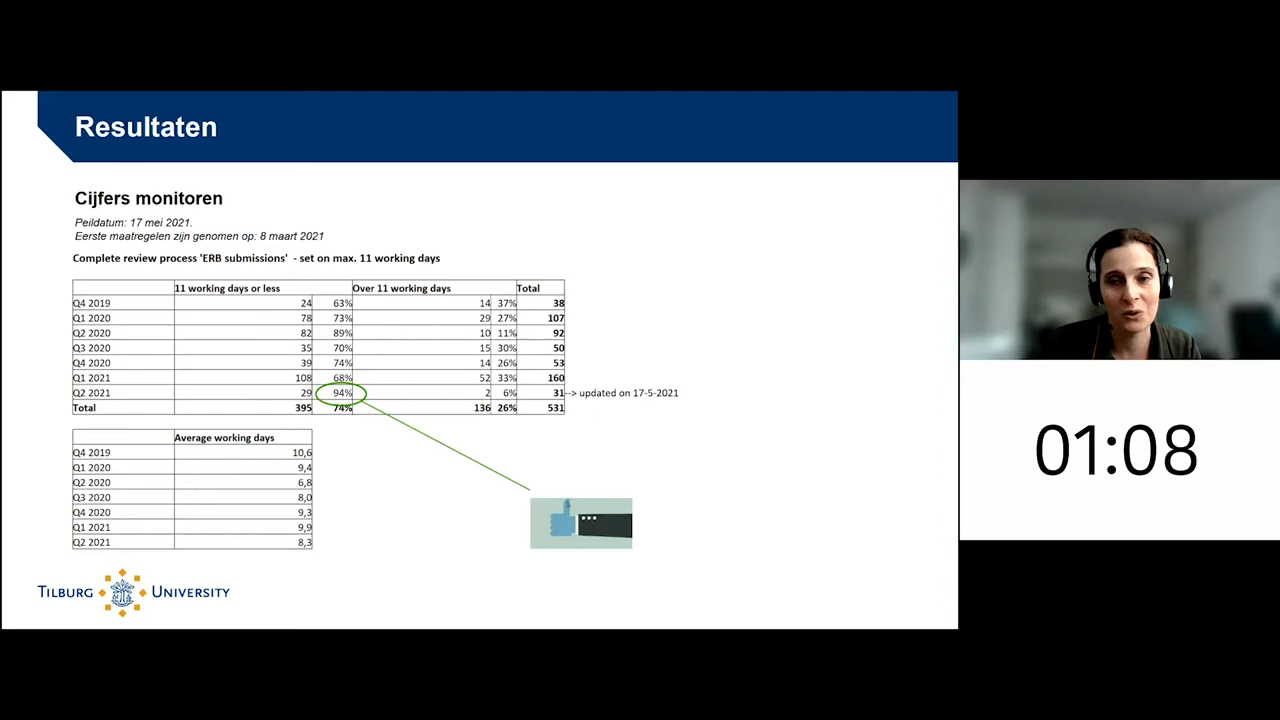 Resultaten
Cijfers monitoren
Peildatum: 17 mei 2021.
Eerste maatregelen zijn genomen op: 8 maart 2021
Complete review process 'ERB submissions' - set on max. 11 working days
11 working days or less Over 11 working days Total
Q4 2019 24 63% 14 37% 38
Q1 2020 78 73% 29 27% 107
Q2 2020 82 89% 10 11% 92
Q3 2020 35 70% 15 30% 50
Q4 2020 39 74% 14 26% 53
Q1 2021 108 68% 52 33% 160
Q2 2021 29 94% 2 6% 31--> updated on 17-5-2021
Total 395 74% 136 26% 531
Average working days
Q4 2019 10,6
Q1 2020 9,4
Q2 2020 6,8
Q3 2020 8,0
Q4 2020 9,3
Q1 2021 9,9
Q2 2021 8,3
TILBURG UNIVERSITY
01:08